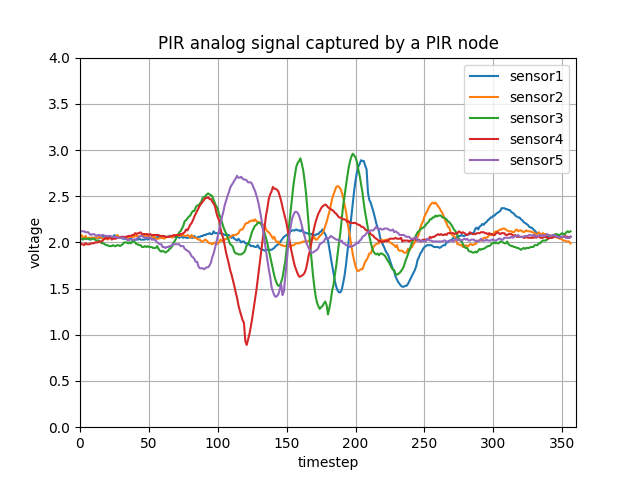 PIR analog signal captured by a PIR node
4.0
3.5
3.0
2.5
2.0
1.5
1.0
0.5
0.0
voltage
sensor1
sensor2
sensor3
sensor4
sensor5
0 50 100 150 200 250 300 350
timestep